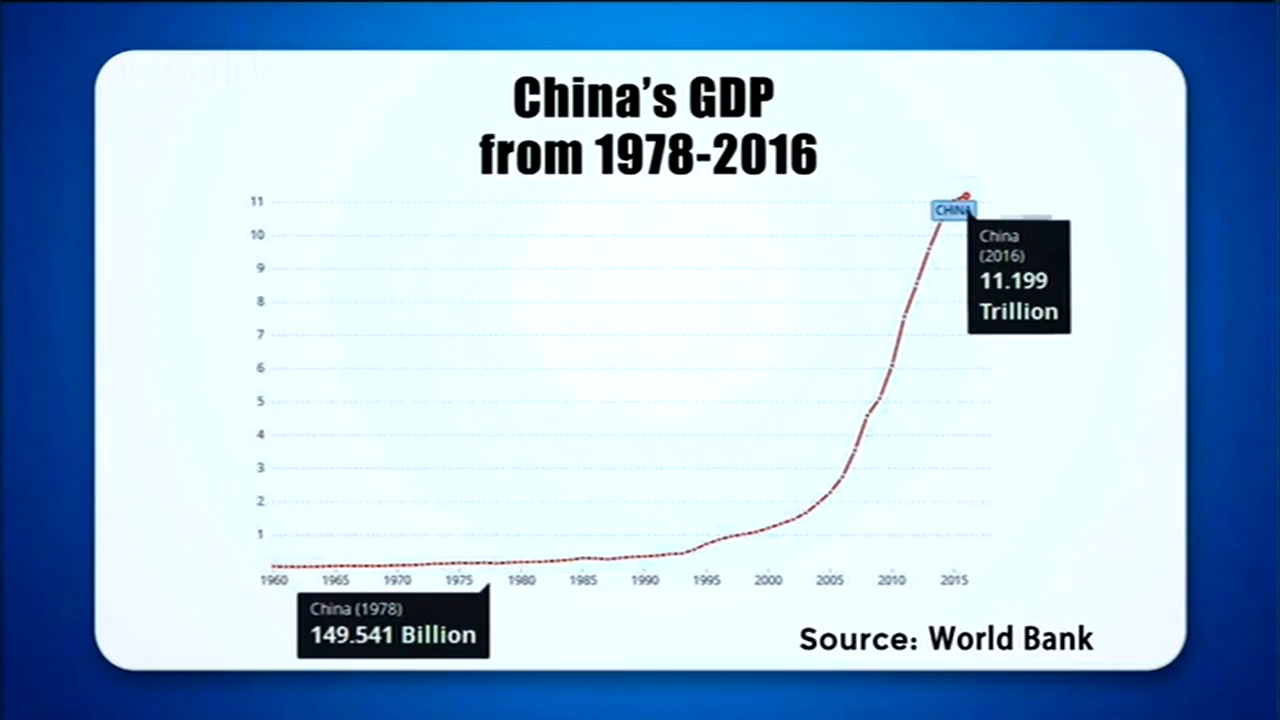 China's GDP
from 1978-2016
11
10
9
8
7
6
5
4
3
2
1
CHINA
China
(2016)
11.199
Trillion
1960 1965 1970 1975 1980 1985 1990 1995 2000 2005 2010 2015
China (1978)
149.541 Billion
Source: World Bank